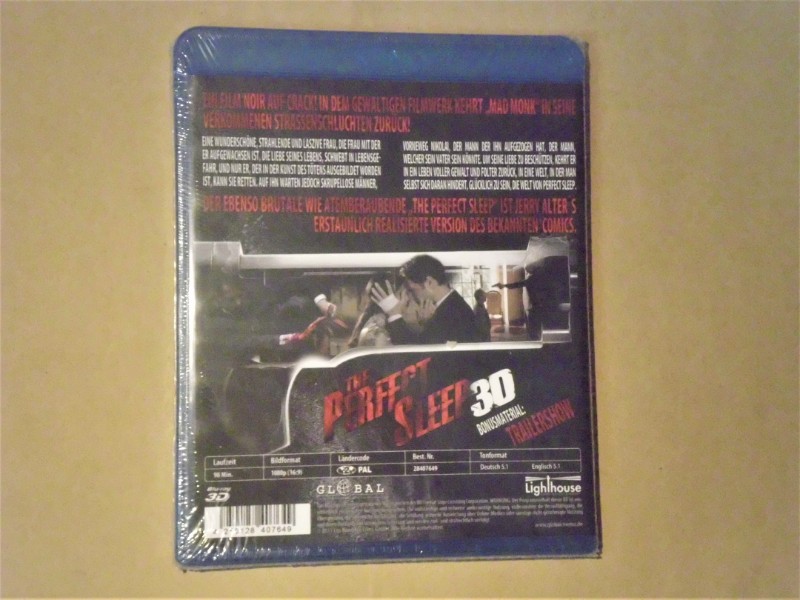 EIN FILM NOIR AUF CRACK! IN DEM GEWALTIGEN FILMWERK KEHRT „MAD MONK“ IN SEINE
VERKOMMENEN STRASSENSCHLUCHTEN ZURÜCK!
EINE WUNDERSCHÖNE, STRAHLENDE UND LASZIVE FRAU, DIE FRAU MIT DER
ER AUFGEWACHSEN IST, DIE LIEBE SEINES LEBENS, SCHWEBT IN LEBENSGE-
FAHR, UND NUR ER, DER IN DER KUNST DES TÖTENS AUSGEBILDET WORDEN
IST, KANN SIE RETTEN. AUF IHN WARTEN JEDOCH SKRUPELLOSE MÄNNER,
VORNEWEG NIKOLAI, DER MANN DER IHN AUFGEZOGEN HAT, DER MANN,
WELCHER SEIN VATER SEIN KÖNNTE. UM SEINE LIEBE ZU BESCHÜTZEN, KEHRT ER
IN EIN LEBEN VOLLER GEWALT UND FOLTER ZURÜCK, IN EINE WELT, IN DER MAN
SELBST SICH DARAN HINDERT, GLÜCKLICH ZU SEIN, DIE WELT VON PERFECT SLEEP.
DER EBENSO BRUTALE WIE ATEMBERAUBENDE „THE PERFECT SLEEP“ IST JERRY ALTER´S
ERSTAUNLICH REALISIERTE VERSION DES BEKANNTEN COMICS.
THE
PERFECT
SLEEP 3D
BONUSMATERIAL:
TRAILERSHOW
Laufzeit Bildformat Ländercode Best. Nr. Tonformat
90 Min. 1080p (16:9) PAL 28407649 Deutsch 5.1 Englisch 5.1
Blu-ray 3D
GLOBAL
Lighthouse
www.global-metro.de
407649